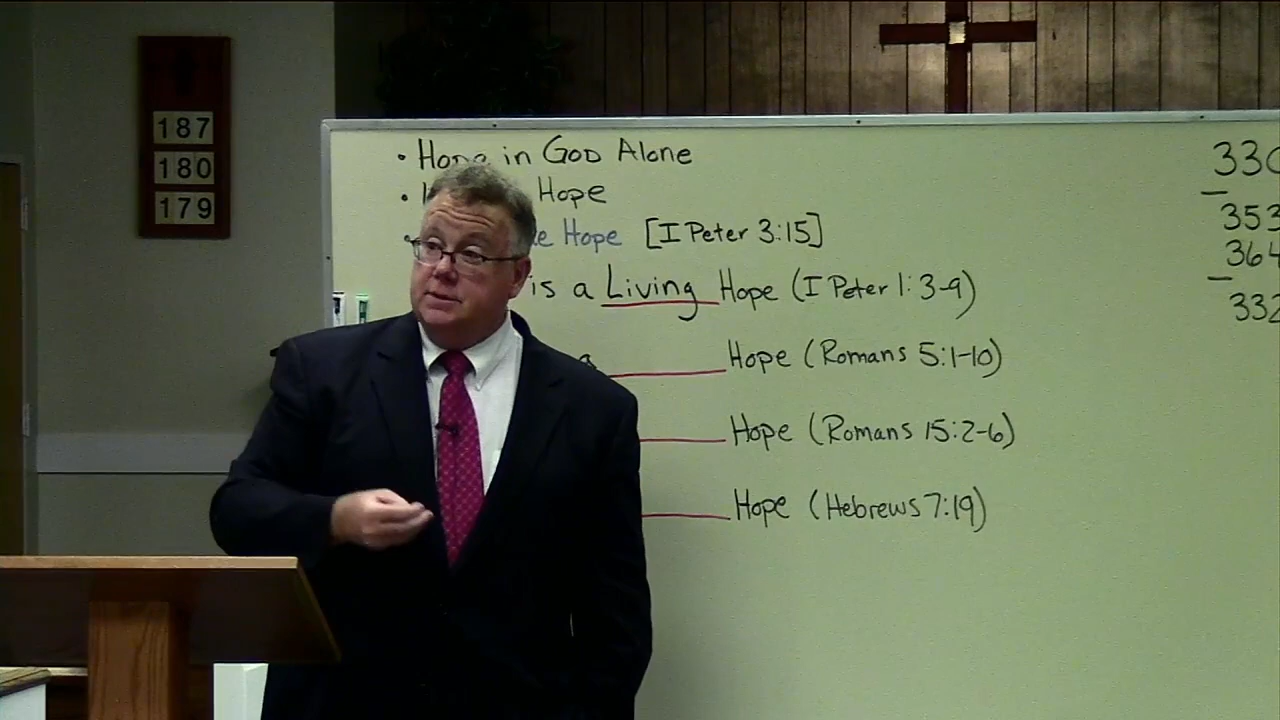 187
180
179
• Hope in God Alone
• Hope
Hope [I Peter 3:15]
is a Living Hope (I Peter 1:3-9)
Hope (Romans 5:1-10)
Hope (Romans 15:2-6)
Hope (Hebrews 7:19)
330
353
364
332